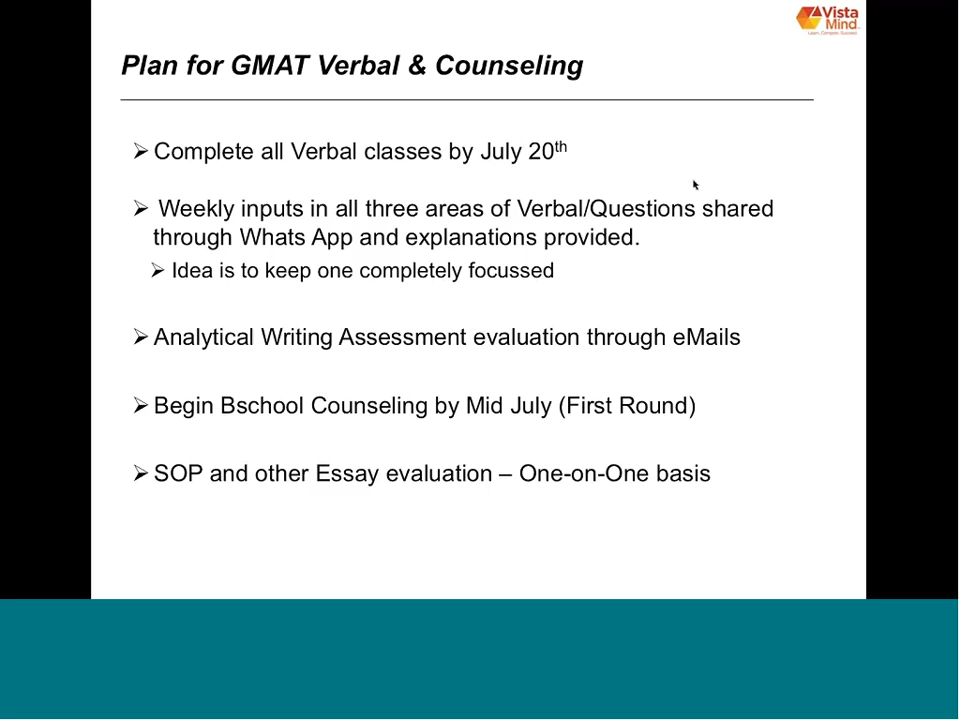 Vista
Mind
Learn. Conquer. Succeed.
Plan for GMAT Verbal & Counseling
➢ Complete all Verbal classes by July 20th
➢ Weekly inputs in all three areas of Verbal/Questions shared
through Whats App and explanations provided.
➢ Idea is to keep one completely focussed
➢ Analytical Writing Assessment evaluation through eMails
➢ Begin Bschool Counseling by Mid July (First Round)
➢ SOP and other Essay evaluation – One-on-One basis